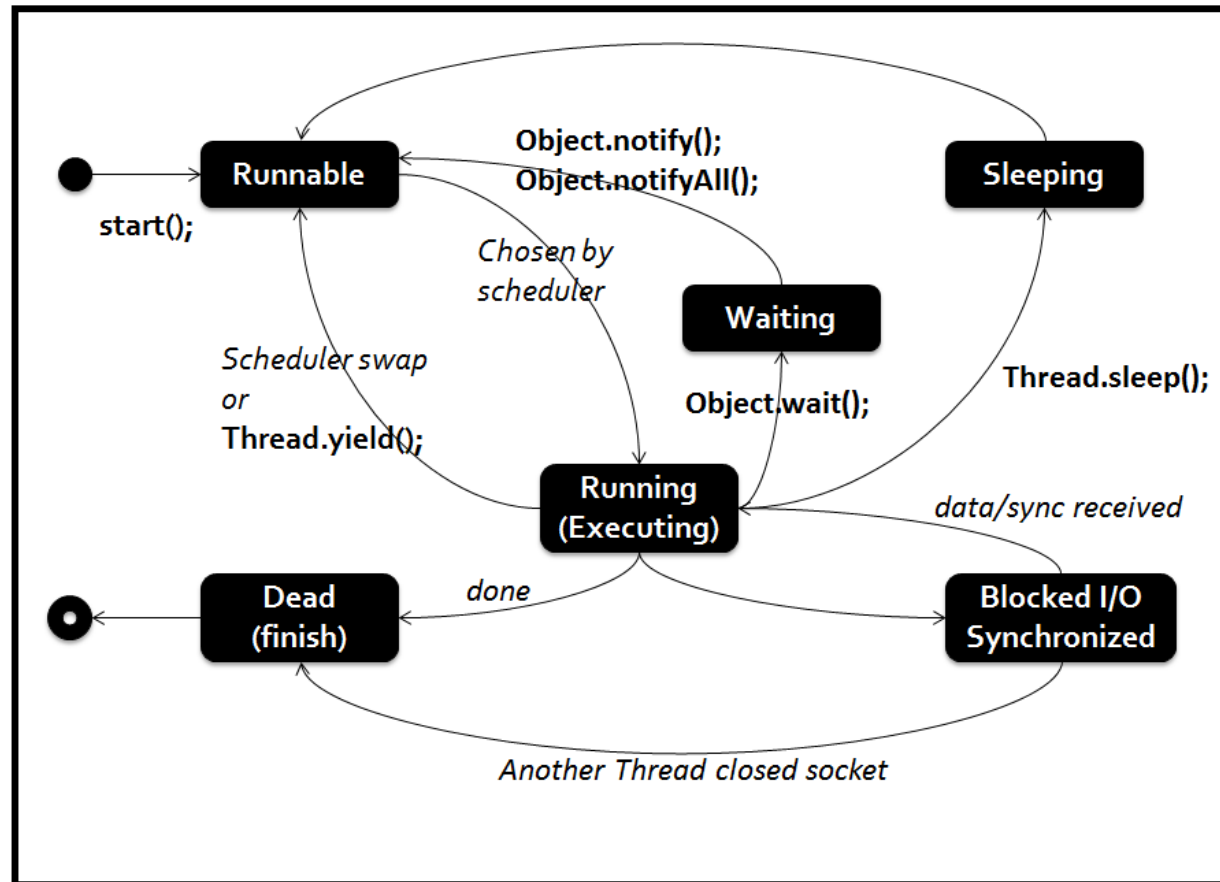 Runnable
start();
Object.notify();
Object.notifyAll();
Sleeping
Chosen by
scheduler
Waiting
Scheduler swap
or
Thread.yield();
Object.wait();
Thread.sleep();
Running
(Executing)
data/sync received
Dead
(finish)
done
Blocked I/O
Synchronized
Another Thread closed socket